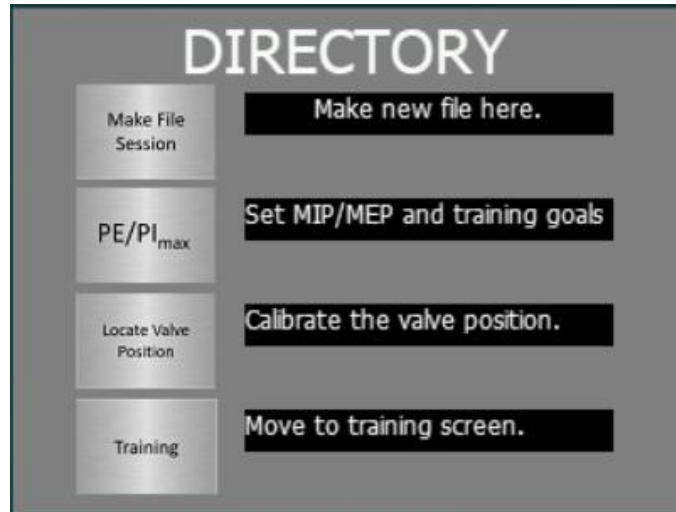 DIRECTORY
Make File
Session
Make new file here.
PE/PImax
Set MIP/MEP and training goals
Locate Valve
Position
Calibrate the valve position.
Training
Move to training screen.